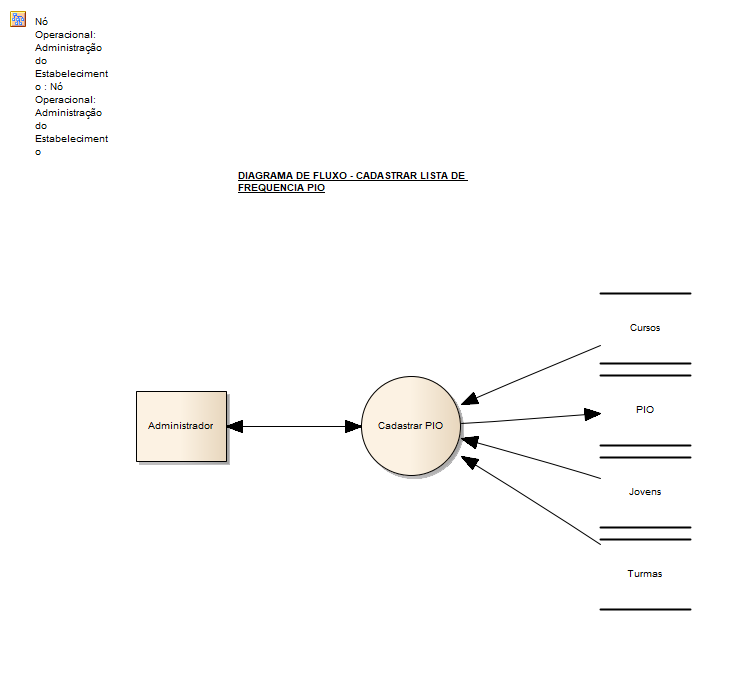 Nó
Operacional:
Administração
do
Estabeleciment
o : Nó
Operacional:
Administração
do
Estabeleciment
o
DIAGRAMA DE FLUXO - CADASTRAR LISTA DE
FREQUENCIA PIO
Cursos
PIO
Administrador
Cadastrar PIO
Jovens
Turmas